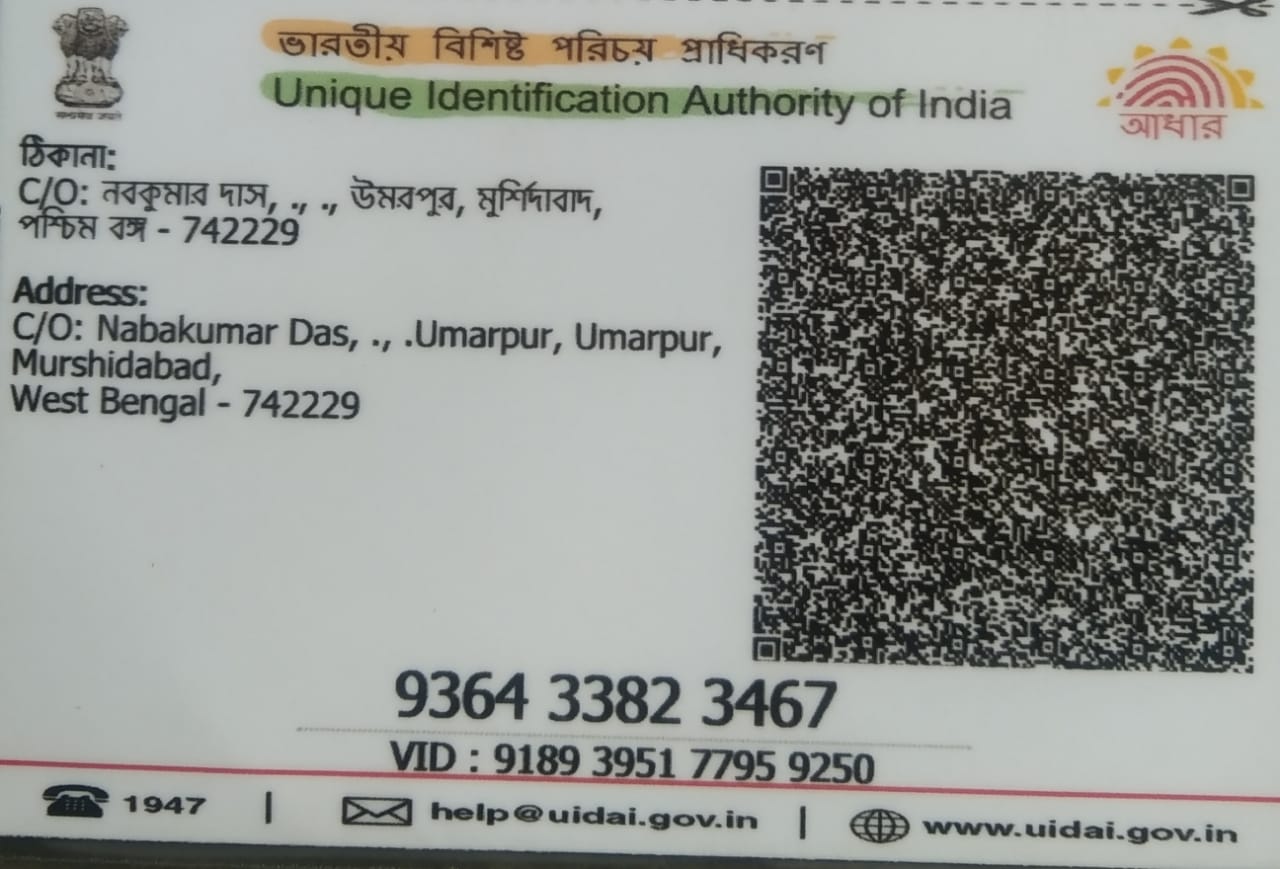 ভারতীয় বিশিষ্ট পরিচয় প্রাধিকরণ
Unique Identification Authority of India
আধার
ঠিকানা:
C/O: নবকুমার দাস, ., ., উমরপুর, মুর্শিদাবাদ,
পশ্চিম বঙ্গ - 742229
Address:
C/O: Nabakumar Das, ., .Umarpur, Umarpur,
Murshidabad,
West Bengal - 742229
9364 3382 3467
VID : 9189 3951 7795 9250
1947 | help@uidai.gov.in | www.uidai.gov.in